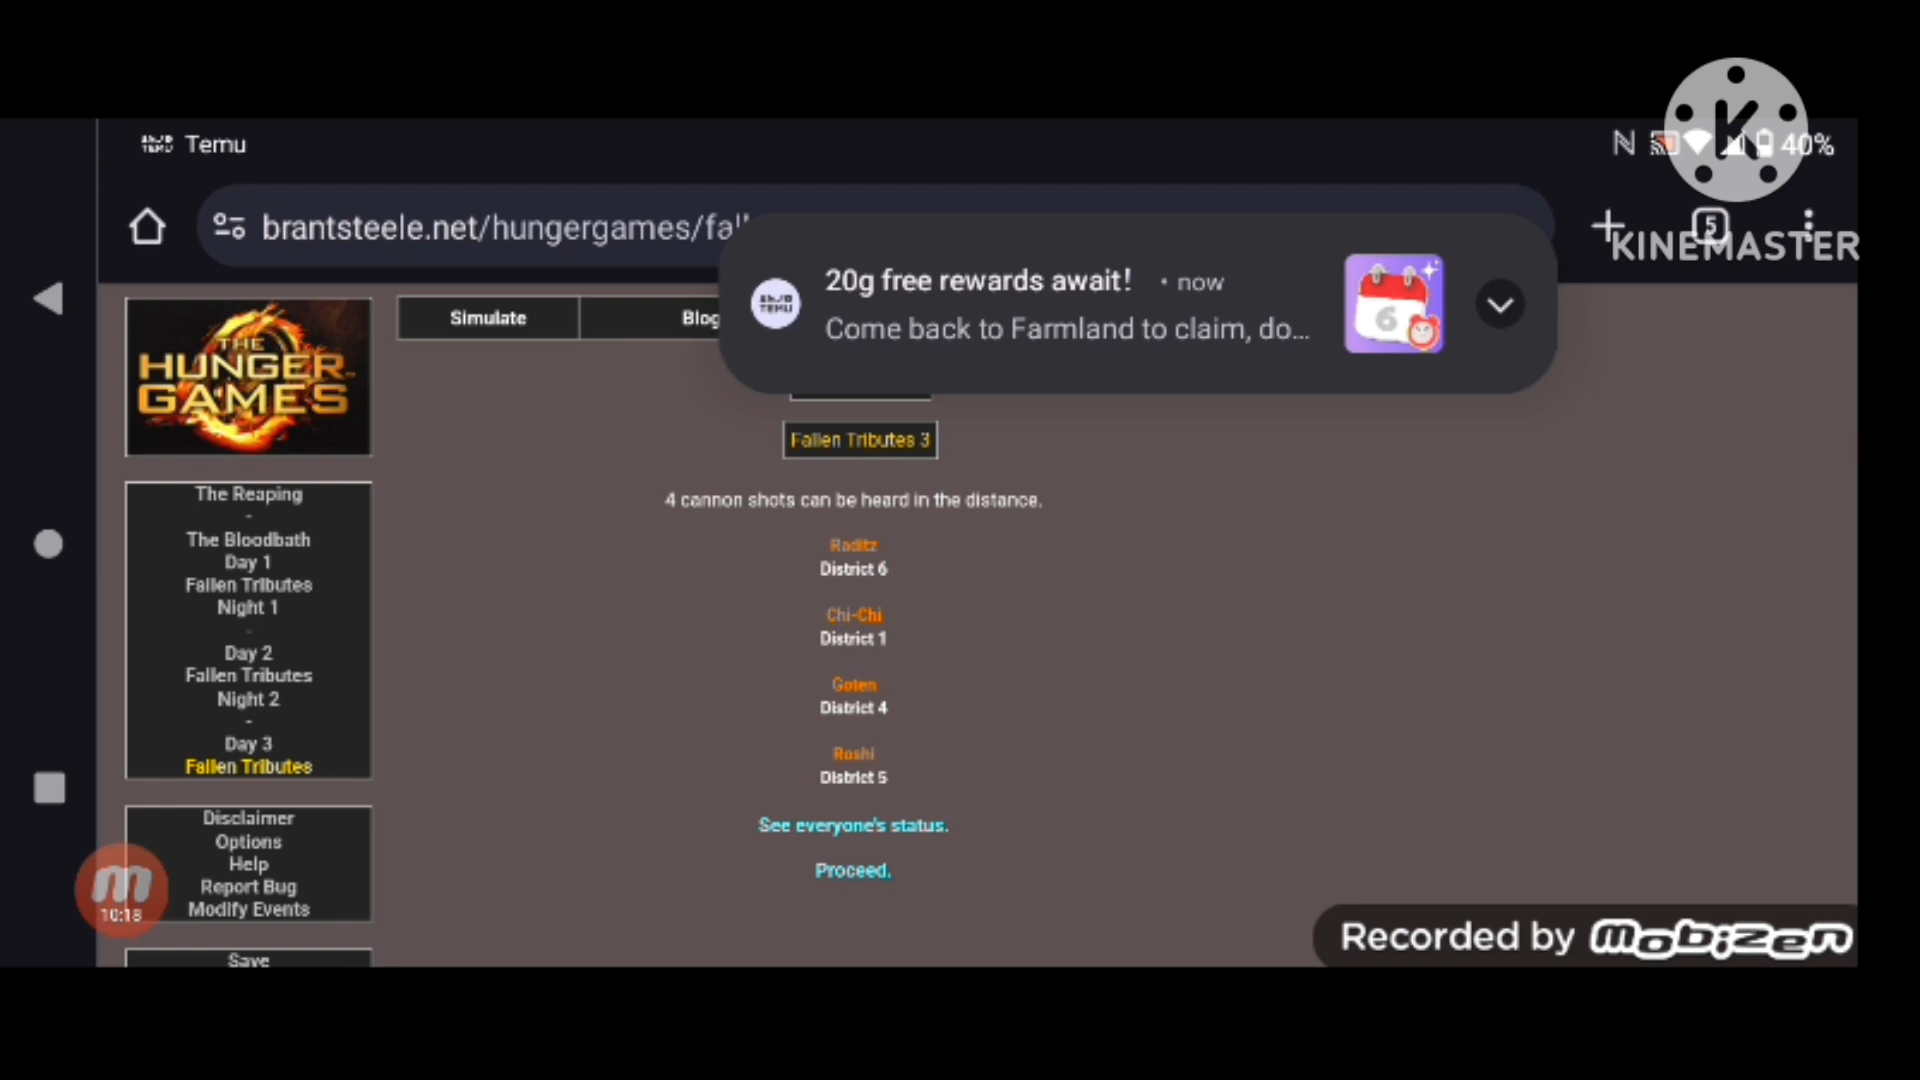 Temu
40%
brantsteele.net/hungergames/fal
5
KINEMASTER
20g free rewards await! • now
Come back to Farmland to claim, do...
6
THE
HUNGER
GAMES
Simulate
Blog
Fallen Tributes 3
4 cannon shots can be heard in the distance.
Raditz
District 6
Chi-Chi
District 1
Goten
District 4
Roshi
District 5
See everyone's status.
Proceed.
The Reaping
-
The Bloodbath
Day 1
Fallen Tributes
Night 1
-
Day 2
Fallen Tributes
Night 2
-
Day 3
Fallen Tributes
Disclaimer
Options
Help
Report Bug
Modify Events
Save
10:18
Recorded by mobizen